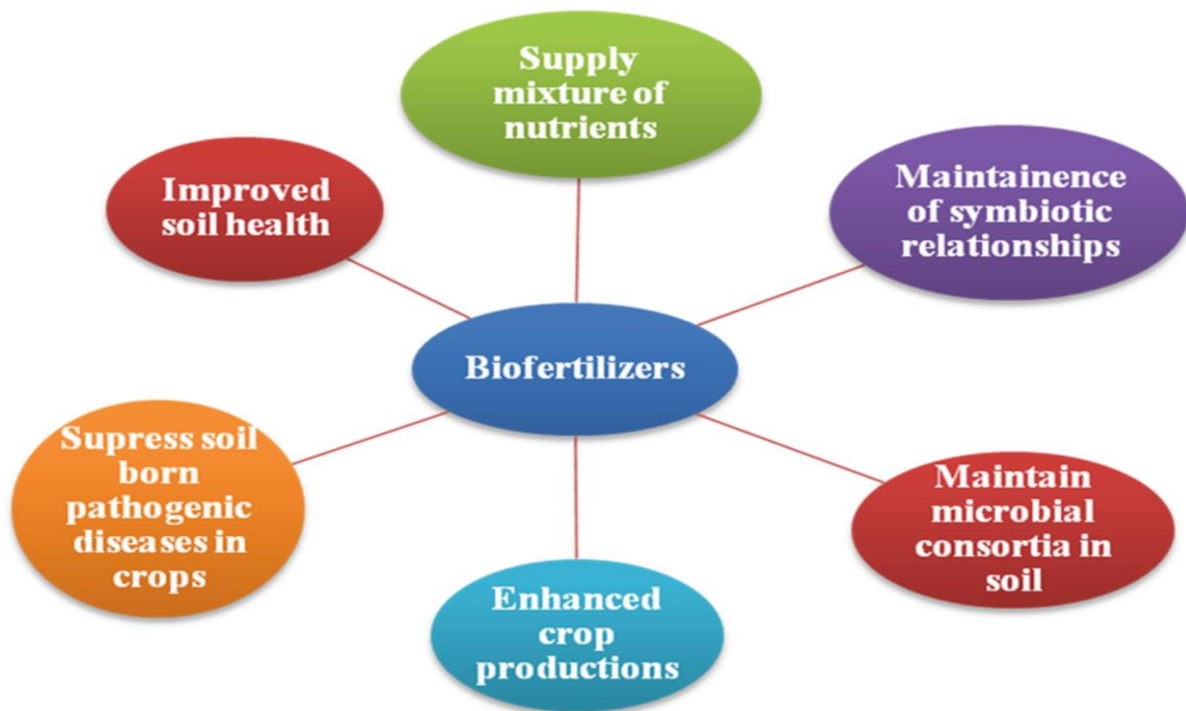 Supply
mixture of
nutrients
Improved
soil health
Maintainence
of symbiotic
relationships
Biofertilizers
Supress soil
born
pathogenic
diseases in
crops
Maintain
microbial
consortia in
soil
Enhanced
crop
productions